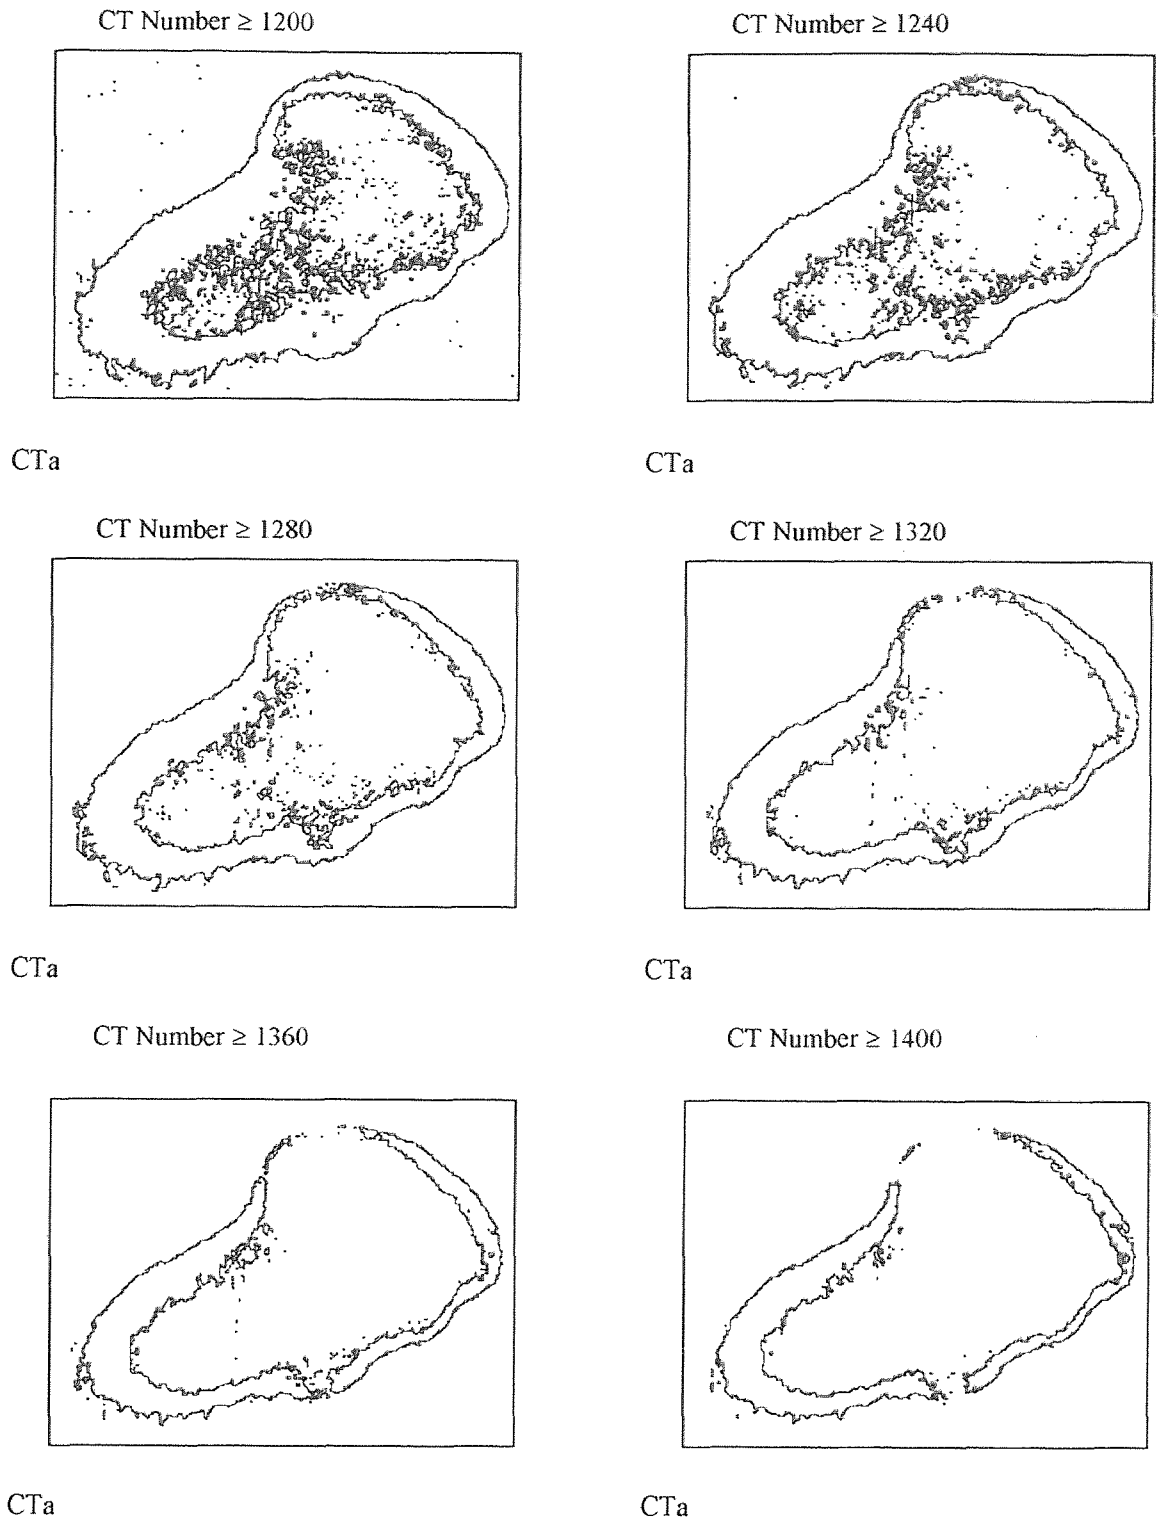 CT Number ≥ 1200
CT Number ≥ 1240
CTa
CTa
CT Number ≥ 1280
CT Number ≥ 1320
CTa
CTa
CT Number ≥ 1360
CT Number ≥ 1400
CTa
CTa